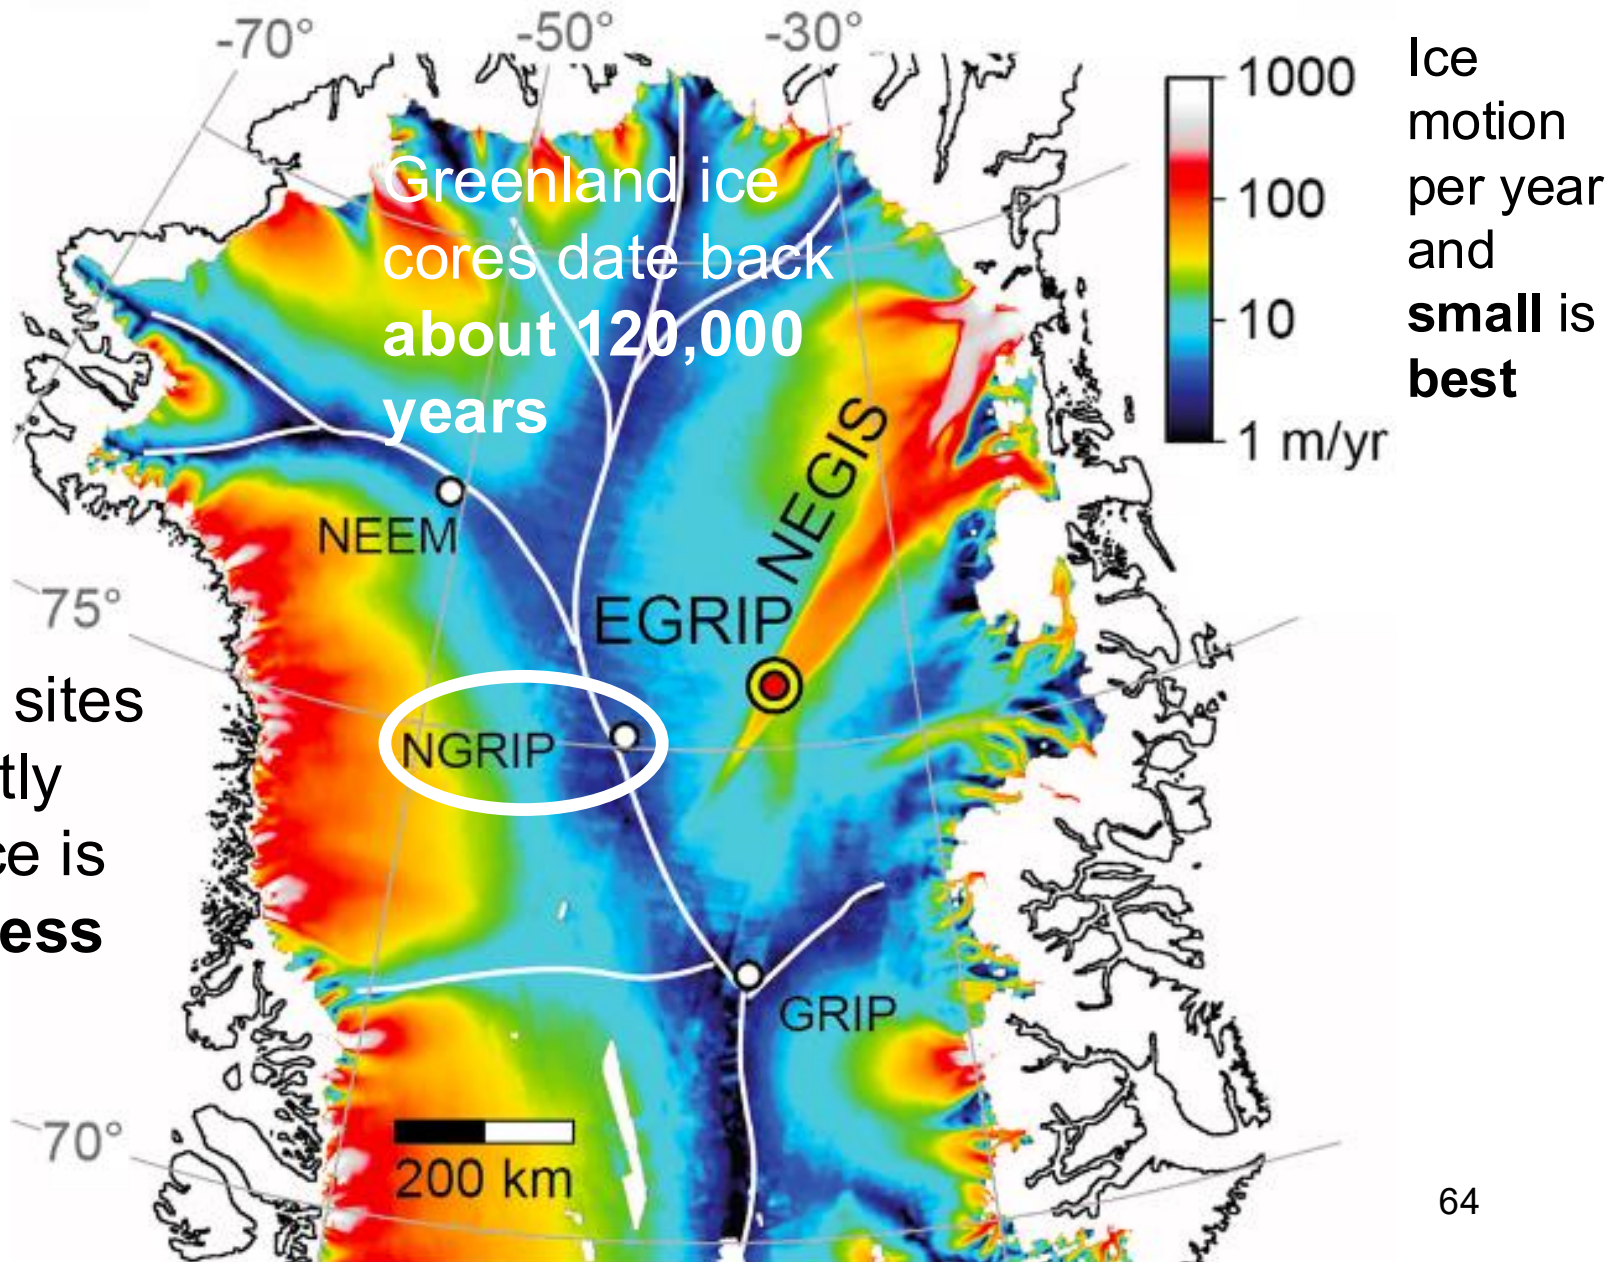 -70°
-50°
-30°
1000
100
10
1 m/yr
Ice
motion
per year
and
small is
best
Greenland ice
cores date back
about 120,000
years
NEEM
NEGIS
EGRIP
75°
NGRIP
sites
tly
ce is
ess
GRIP
70°
200 km
64